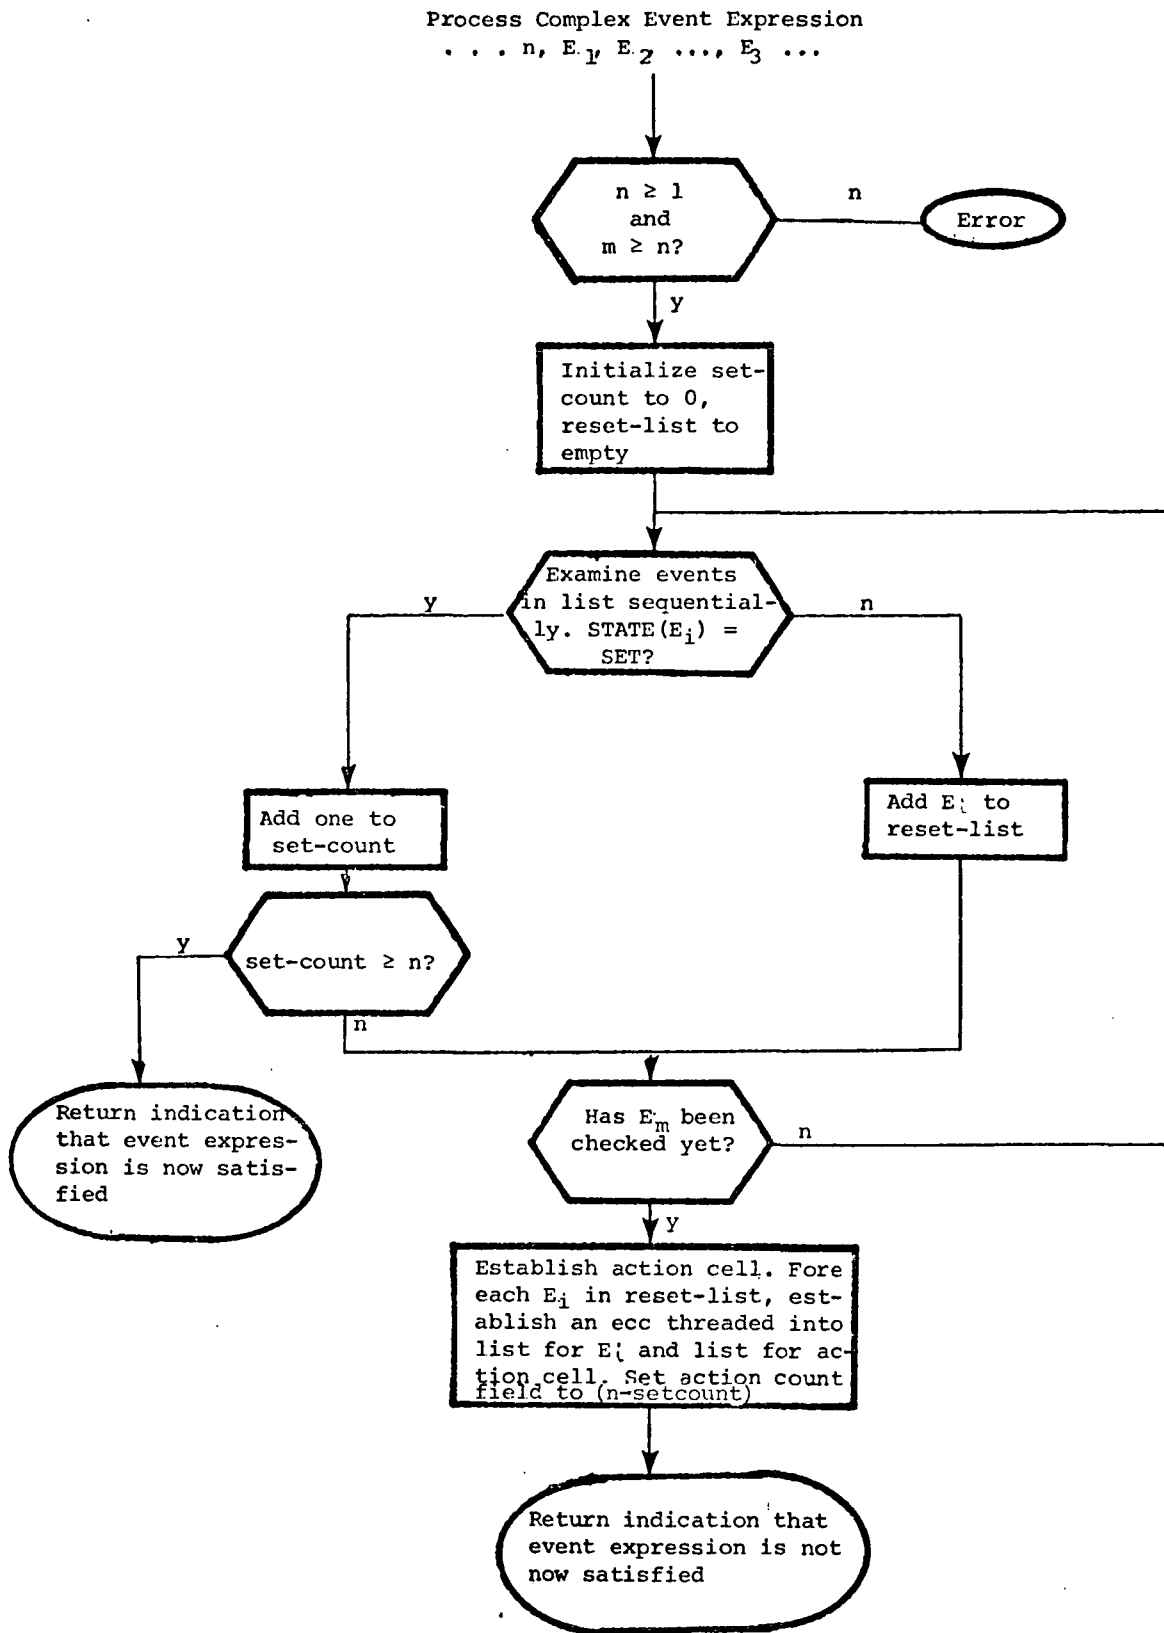 Process Complex Event Expression
. . . n, E1, E2, ..., E3 ...
n ≥ 1
and
m ≥ n?
n
Error
y
Initialize set-
count to 0,
reset-list to
empty
Examine events
in list sequential-
ly. STATE(Ei) =
SET?
y
n
Add one to
set-count
Add Ei to
reset-list
set-count ≥ n?
y
n
Return indication
that event expres-
sion is now satis-
fied
Has Em been
checked yet?
n
y
Establish action cell. Fore
each Ei in reset-list, est-
ablish an ecc threaded into
list for Ei and list for ac-
tion cell. Set action count
field to (n-setcount)
Return indication that
event expression is not
now satisfied